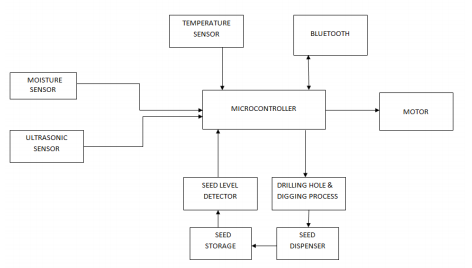 TEMPERATURE
SENSOR
BLUETOOTH
MOISTURE
SENSOR
MICROCONTROLLER
MOTOR
ULTRASONIC
SENSOR
SEED LEVEL
DETECTOR
DRILLING HOLE &
DIGGING PROCESS
SEED
STORAGE
SEED
DISPENSER